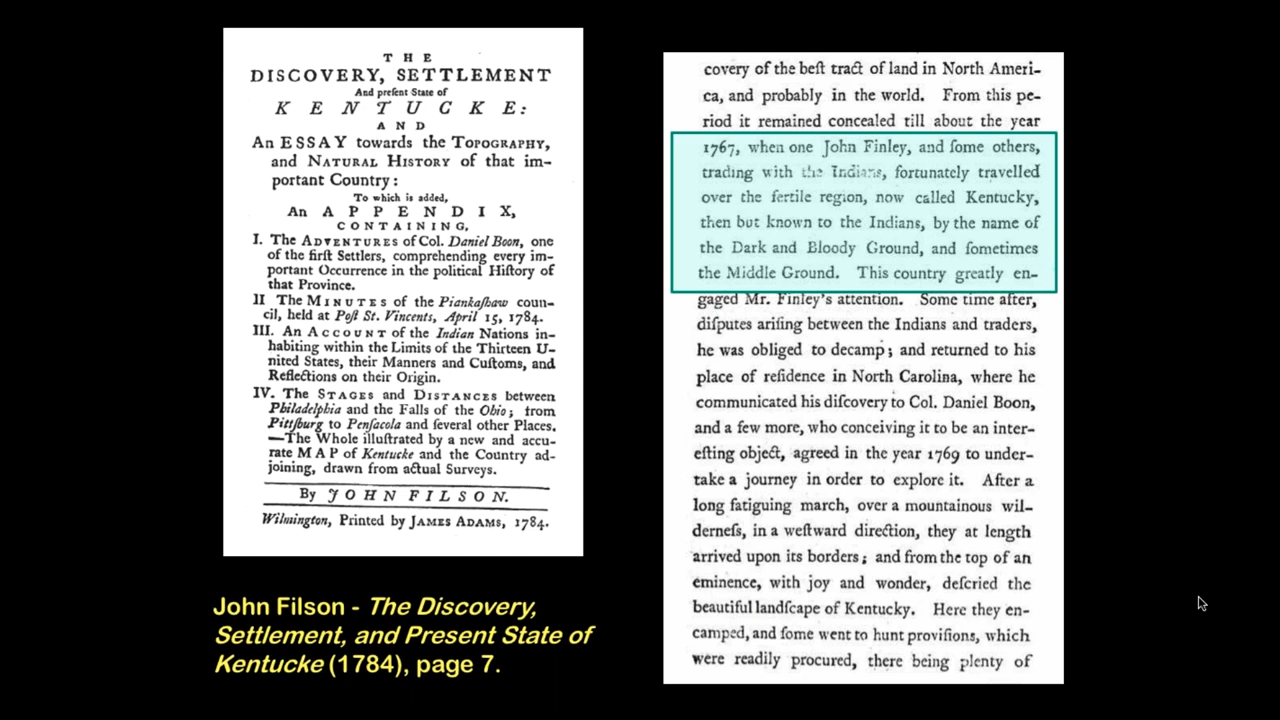 THE
DISCOVERY, SETTLEMENT
And preſent State of
KENTUCKE:
AND
An ESSAY towards the TOPOGRAPHY,
and NATURAL HISTORY of that im-
portant Country:
To which is added,
An APPENDIX,
CONTAINING,
I. The ADVENTURES of Col. Daniel Boon, one
of the firſt Settlers, comprehending every im-
portant Occurrence in the political Hiſtory of
that Province.
II The MINUTES of the Piankaſhaw coun-
cil, held at Poſt St. Vincents, April 15, 1784.
III. An ACCOUNT of the Indian Nations in-
habiting within the Limits of the Thirteen U-
nited States, their Manners and Cuſtoms, and
Reflections on their Origin.
IV. The STAGES and DISTANCES between
Philadelphia and the Falls of the Ohio; from
Pittſburg to Penſacola and ſeveral other Places.
—The Whole illuſtrated by a new and accu-
rate MAP of Kentucke and the Country ad-
joining, drawn from actual Surveys.
By JOHN FILSON.
Wilmington, Printed by JAMES ADAMS, 1784.
John Filson - The Discovery,
Settlement, and Present State of
Kentucke (1784), page 7.
covery of the beſt tract of land in North Ameri-
ca, and probably in the world. From this pe-
riod it remained concealed till about the year
1767, when one John Finley, and ſome others,
trading with the Indians, fortunately travelled
over the fertile region, now called Kentucky,
then but known to the Indians, by the name of
the Dark and Bloody Ground, and ſometimes
the Middle Ground. This country greatly en-
gaged Mr. Finley's attention. Some time after,
diſputes ariſing between the Indians and traders,
he was obliged to decamp; and returned to his
place of reſidence in North Carolina, where he
communicated his diſcovery to Col. Daniel Boon,
and a few more, who conceiving it to be an inter-
eſting object, agreed in the year 1769 to under-
take a journey in order to explore it. After a
long fatiguing march, over a mountainous wil-
derneſs, in a weſtward direction, they at length
arrived upon its borders; and from the top of an
eminence, with joy and wonder, deſcried the
beautiful landſcape of Kentucky. Here they en-
camped, and ſome went to hunt proviſions, which
were readily procured, there being plenty of